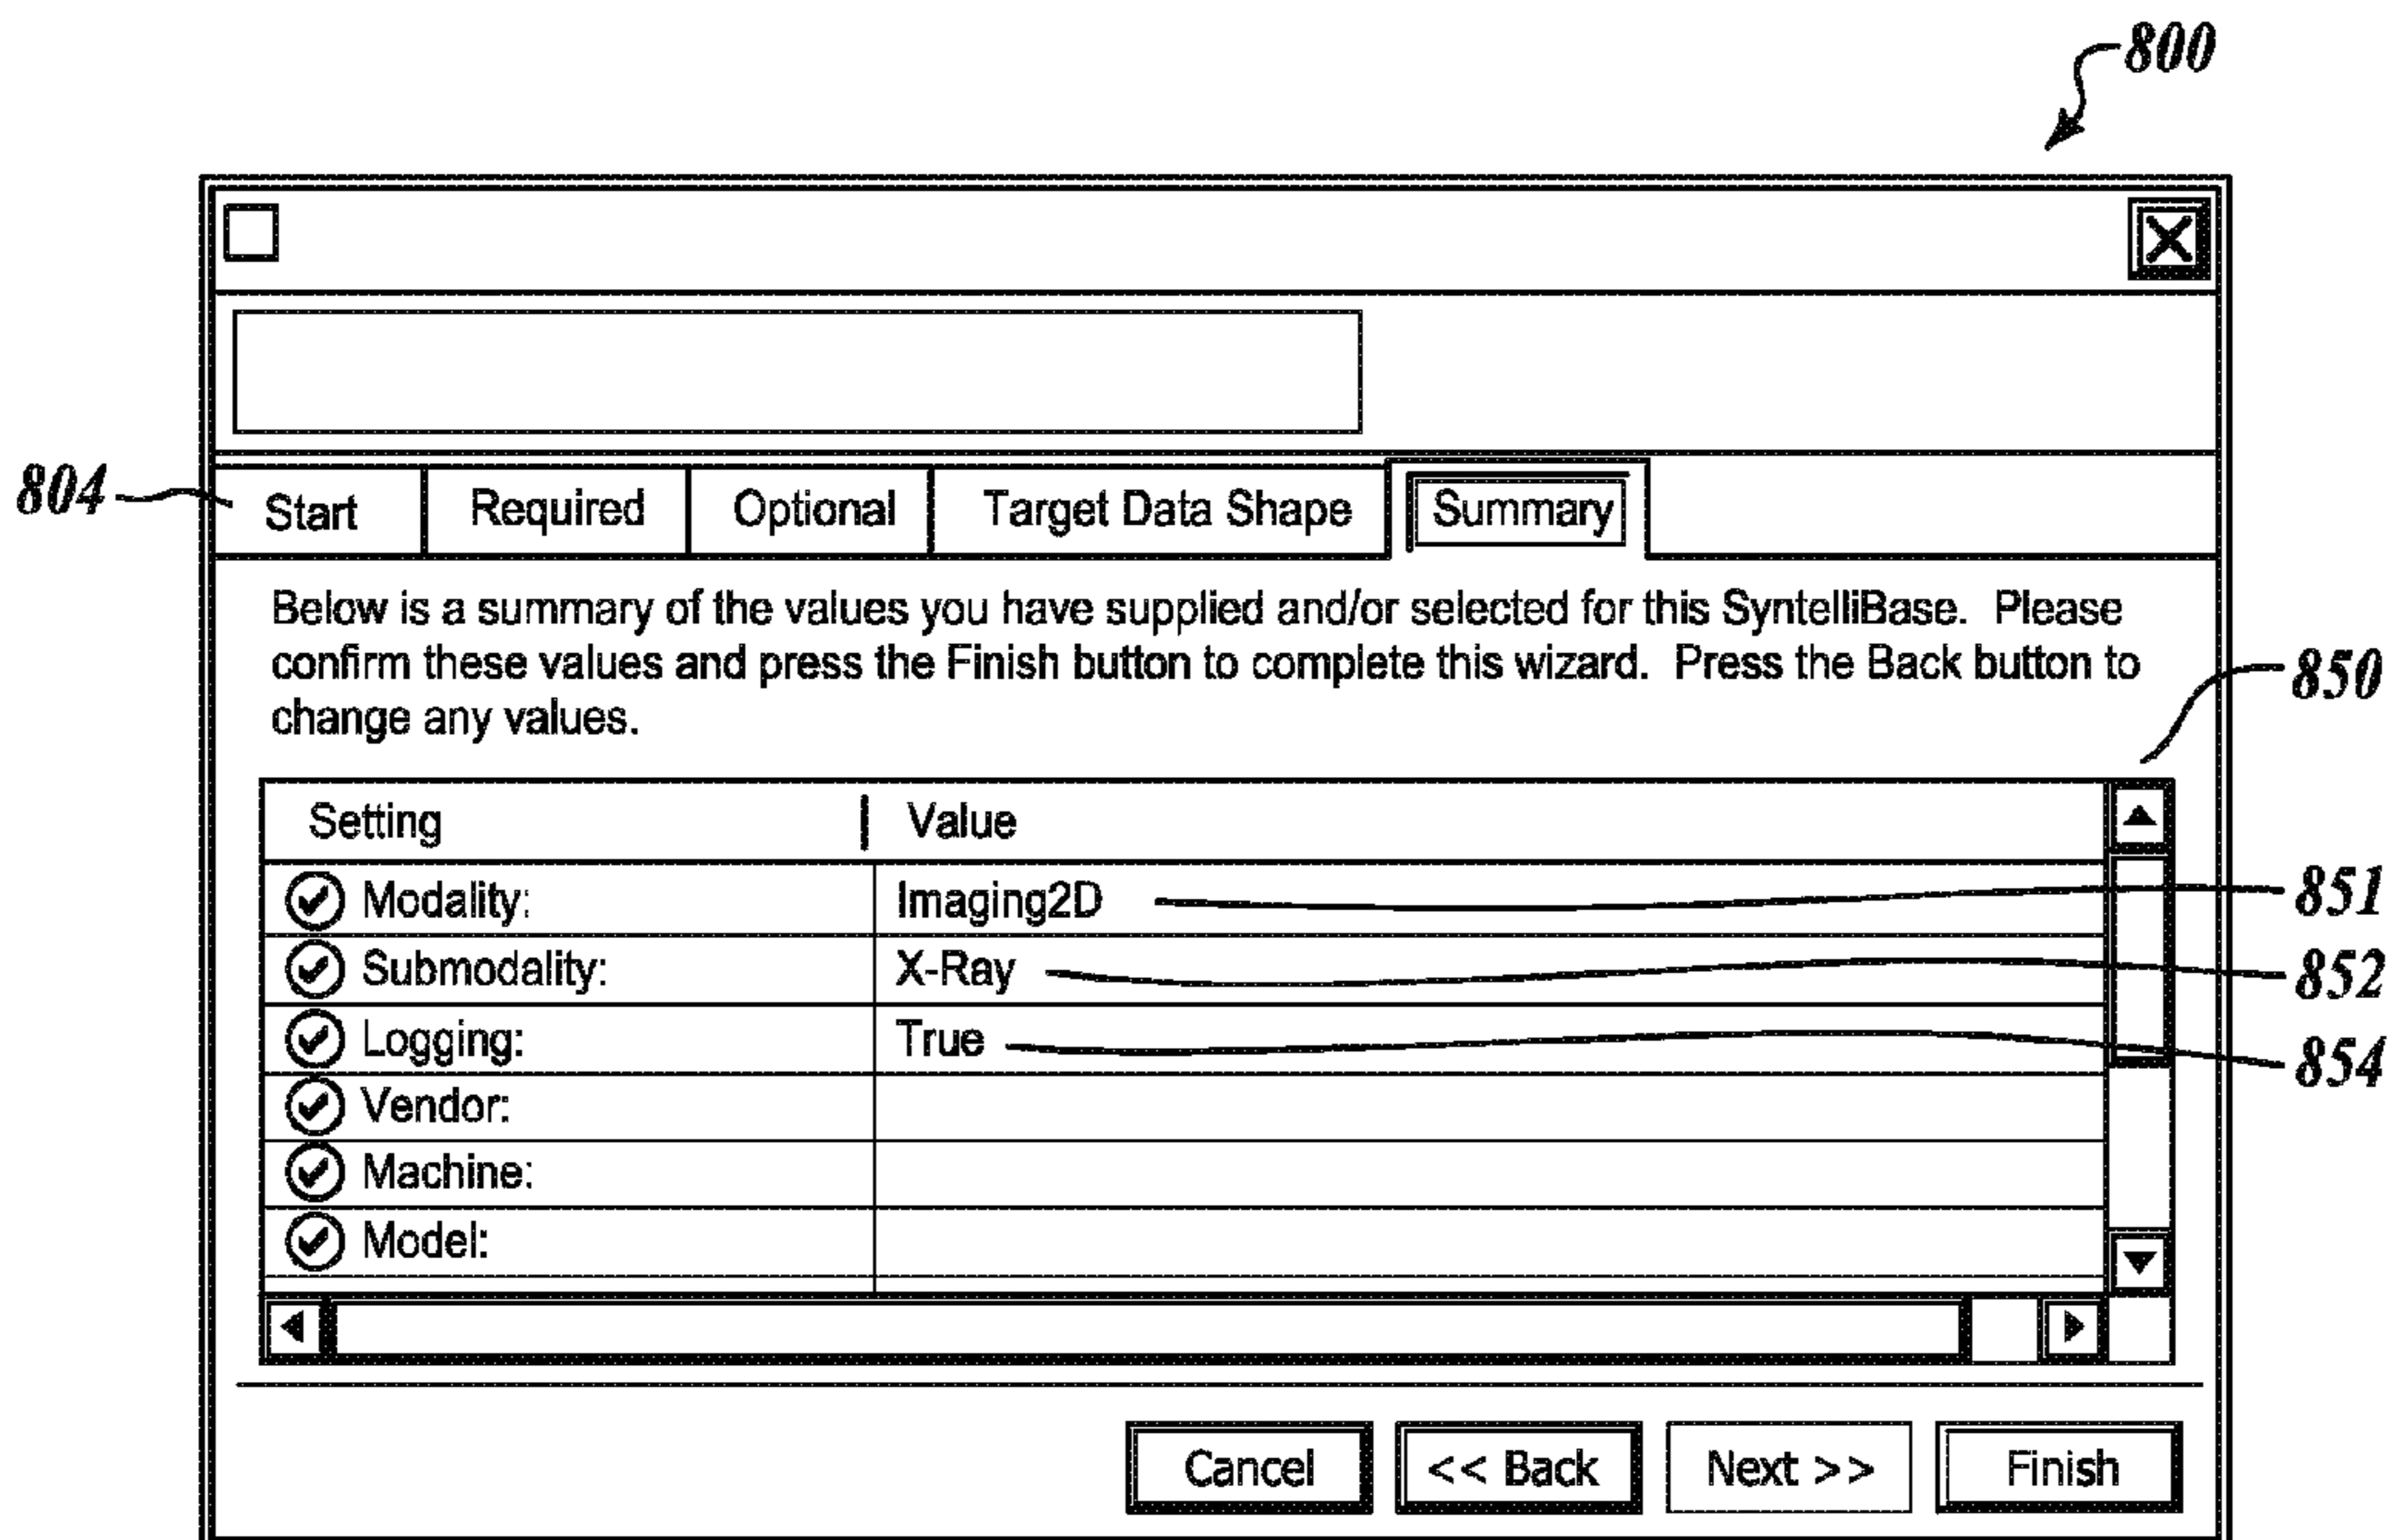 800
804
Start Required Optional Target Data Shape Summary
Below is a summary of the values you have supplied and/or selected for this SyntelliBase. Please
confirm these values and press the Finish button to complete this wizard. Press the Back button to
change any values.
850
Setting Value
Modality: Imaging2D 851
Submodality: X-Ray 852
Logging: True 854
Vendor:
Machine:
Model:
Cancel << Back Next >> Finish